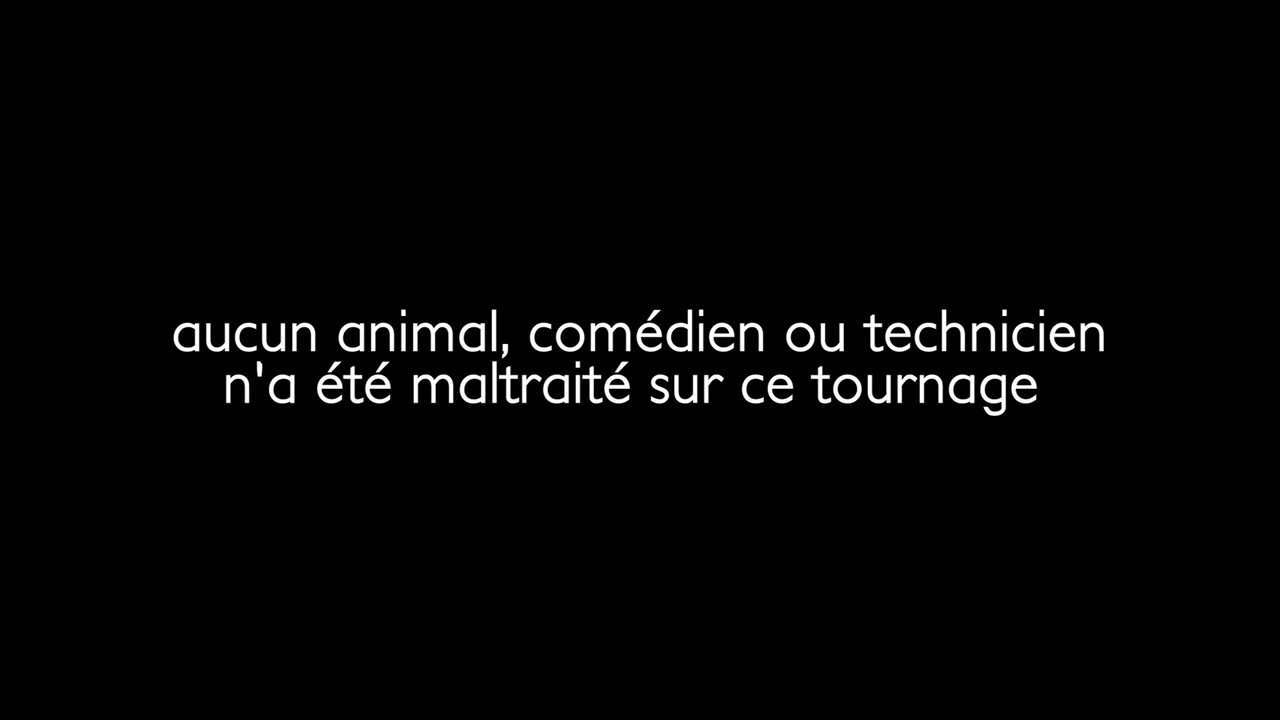 aucun animal, comédien ou technicien
n'a été maltraité sur ce tournage